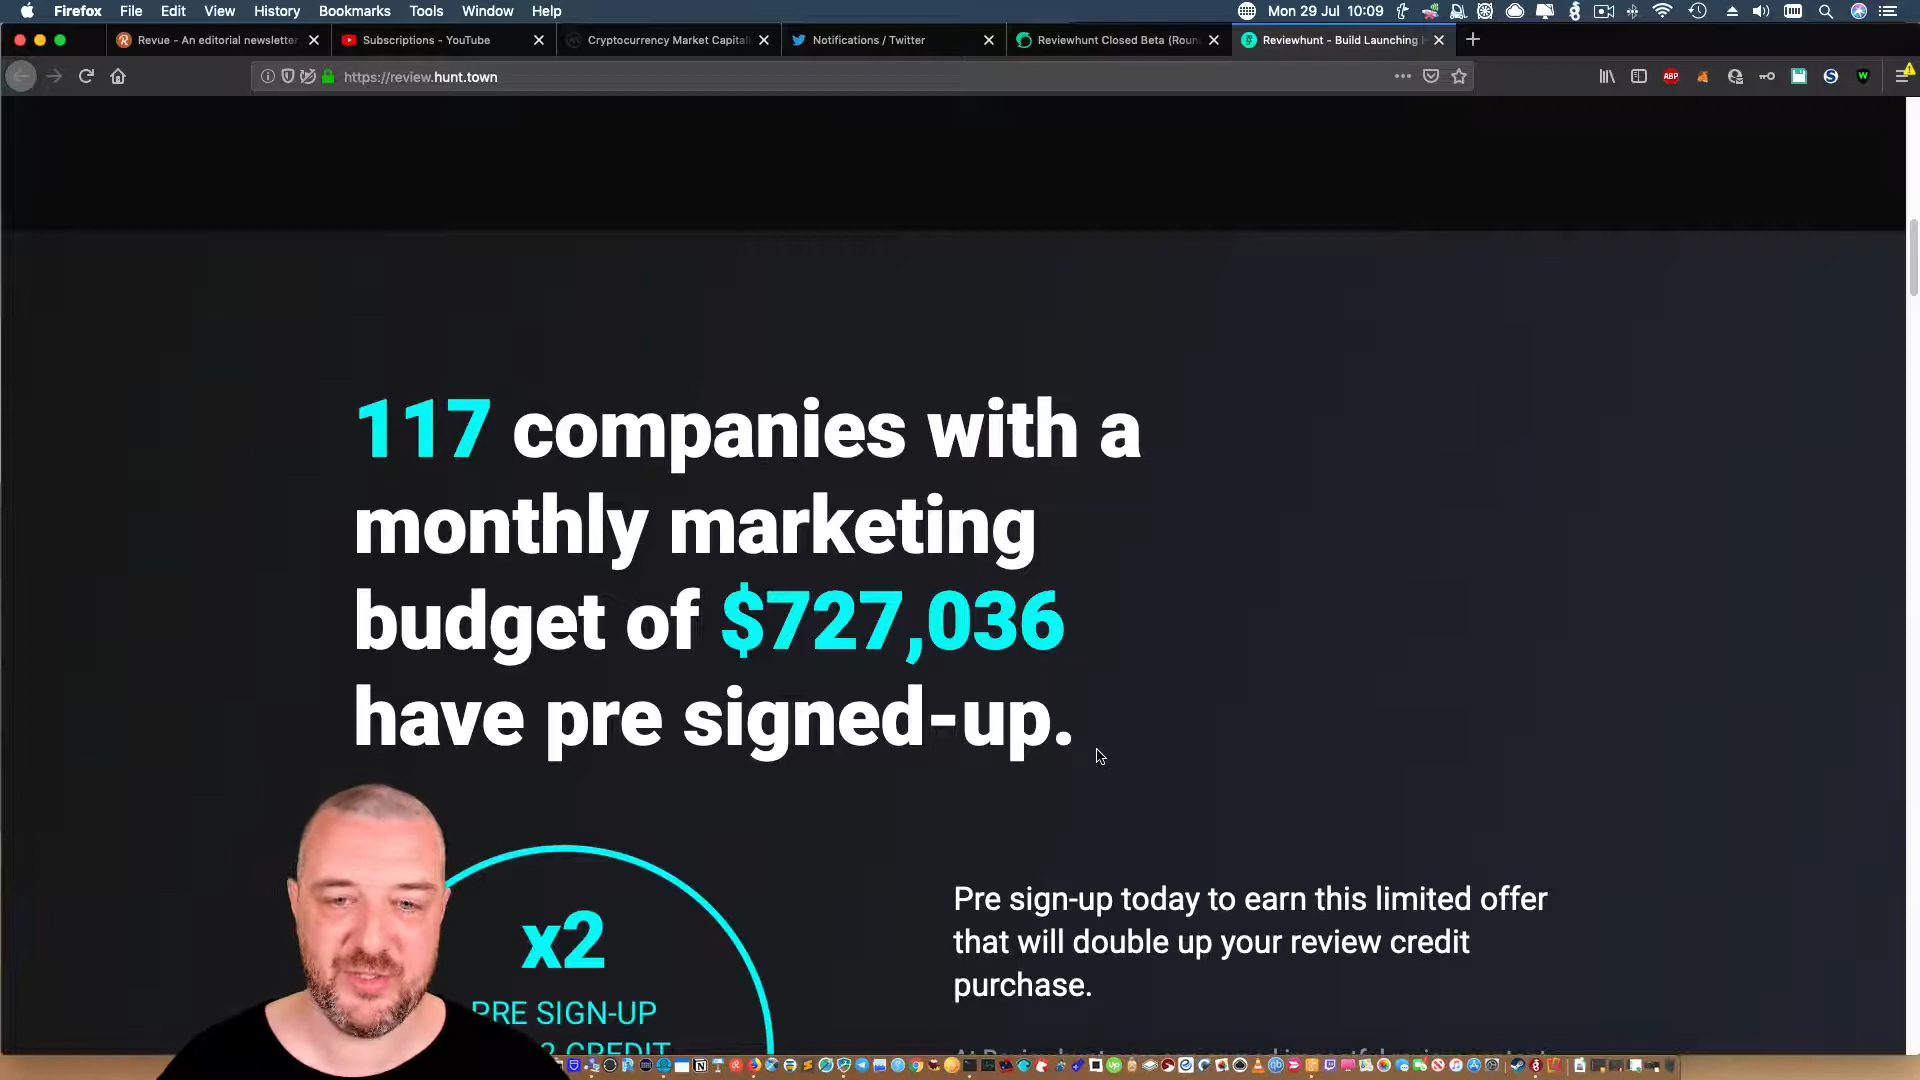 Firefox File Edit View History Bookmarks Tools Window Help Mon 29 Jul 10:09
Revue - An editorial newsletter Subscriptions - YouTube Cryptocurrency Market Capital Notifications / Twitter Reviewhunt Closed Beta (Roun Reviewhunt - Build Launching
https://review.hunt.town
117 companies with a
monthly marketing
budget of $727,036
have pre signed-up.
x2
PRE SIGN-UP
CREDIT
Pre sign-up today to earn this limited offer
that will double up your review credit
purchase.